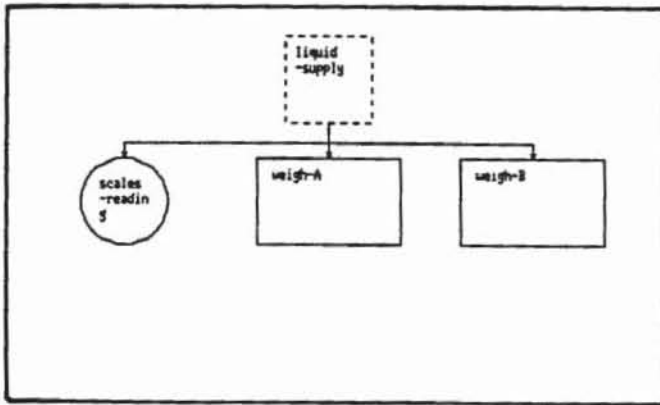 liquid
-supply
scales
-readin
g
weigh-A
weigh-B